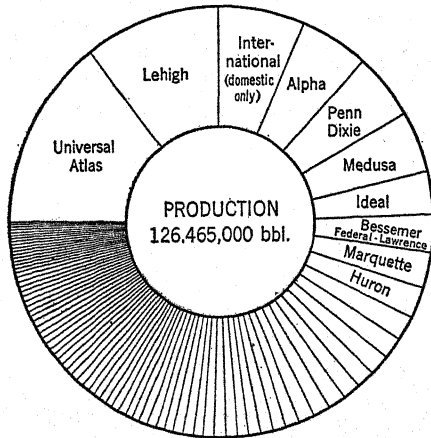 Inter-
national
(domestic
only)
Alpha
Penn
Dixie
Medusa
Ideal
Bessemer
Federal-Lawrence
Marquette
Huron
Universal
Atlas
Lehigh
PRODUCTION
126,465,000 bbl.